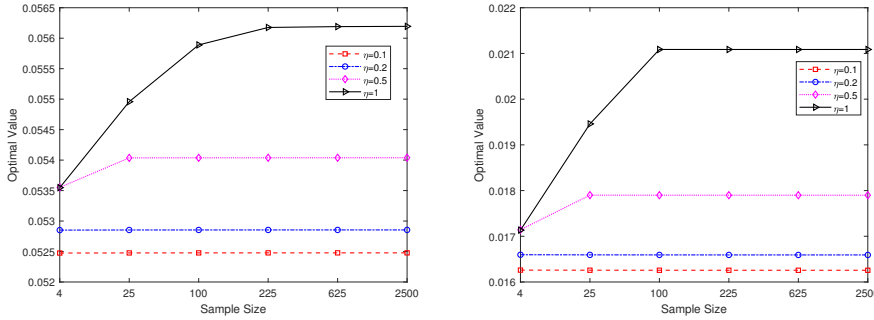 0.0565
0.056
0.0555
0.055
0.0545
0.054
0.0535
0.053
0.0525
0.052
Optimal Value
4 25 100 225 625 2500
Sample Size
η=0.1
η=0.2
η=0.5
η=1
0.021
0.02
0.019
0.018
0.017
0.016
Optimal Value
4 25 100 225 625 250
Sample Size
η=0.1
η=0.2
η=0.5
η=1